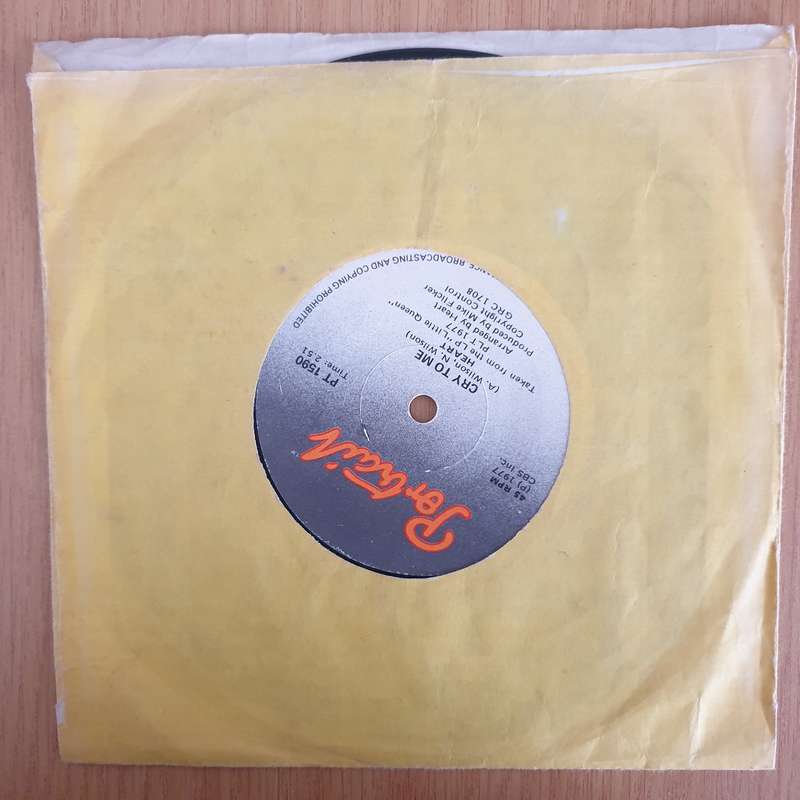 Portrait
45 RPM
(P) 1977
CBS Inc.
PT 1590
Time: 2.51
CRY TO ME
(A. Wilson, N. Wilson)
HEART
Taken from the LP "Little Queen"
PLT 1977
Arranged by Heart
Produced by Mike Flicker
Copyright Control
GRC 1708
BROADCASTING AND COPYING PROHIBITED